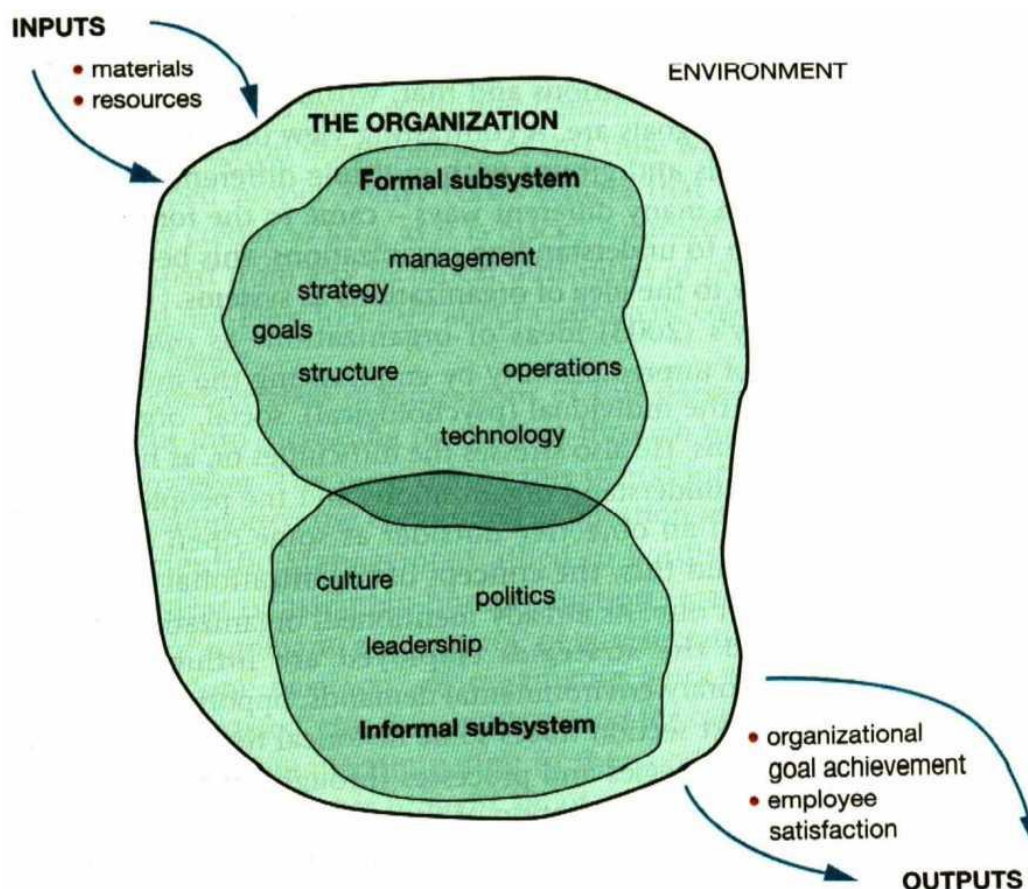 INPUTS
• materials
• resources
ENVIRONMENT
THE ORGANIZATION
Formal subsystem
management
strategy
goals
structure
operations
technology
culture
politics
leadership
Informal subsystem
• organizational
goal achievement
• employee
satisfaction
OUTPUTS